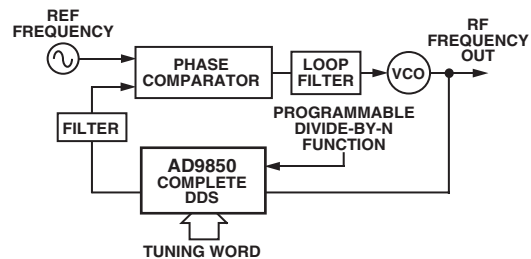 REF
FREQUENCY
PHASE
COMPARATOR
LOOP
FILTER
VCO
RF
FREQUENCY
OUT
FILTER
PROGRAMMABLE
DIVIDE-BY-N
FUNCTION
AD9850
COMPLETE
DDS
TUNING WORD